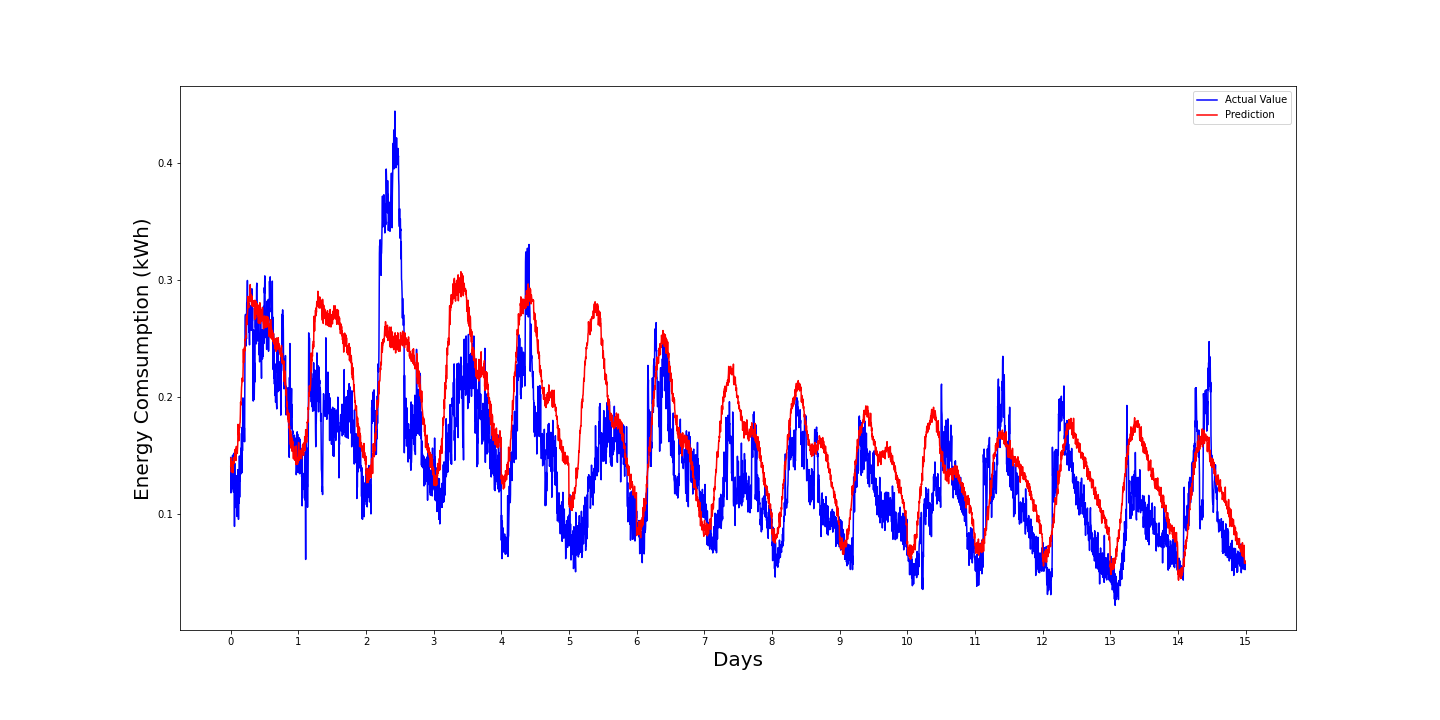 Actual Value
Prediction
0.4
0.3
0.2
0.1
Energy Comsumption (kWh)
0 1 2 3 4 5 6 7 8 9 10 11 12 13 14 15
Days